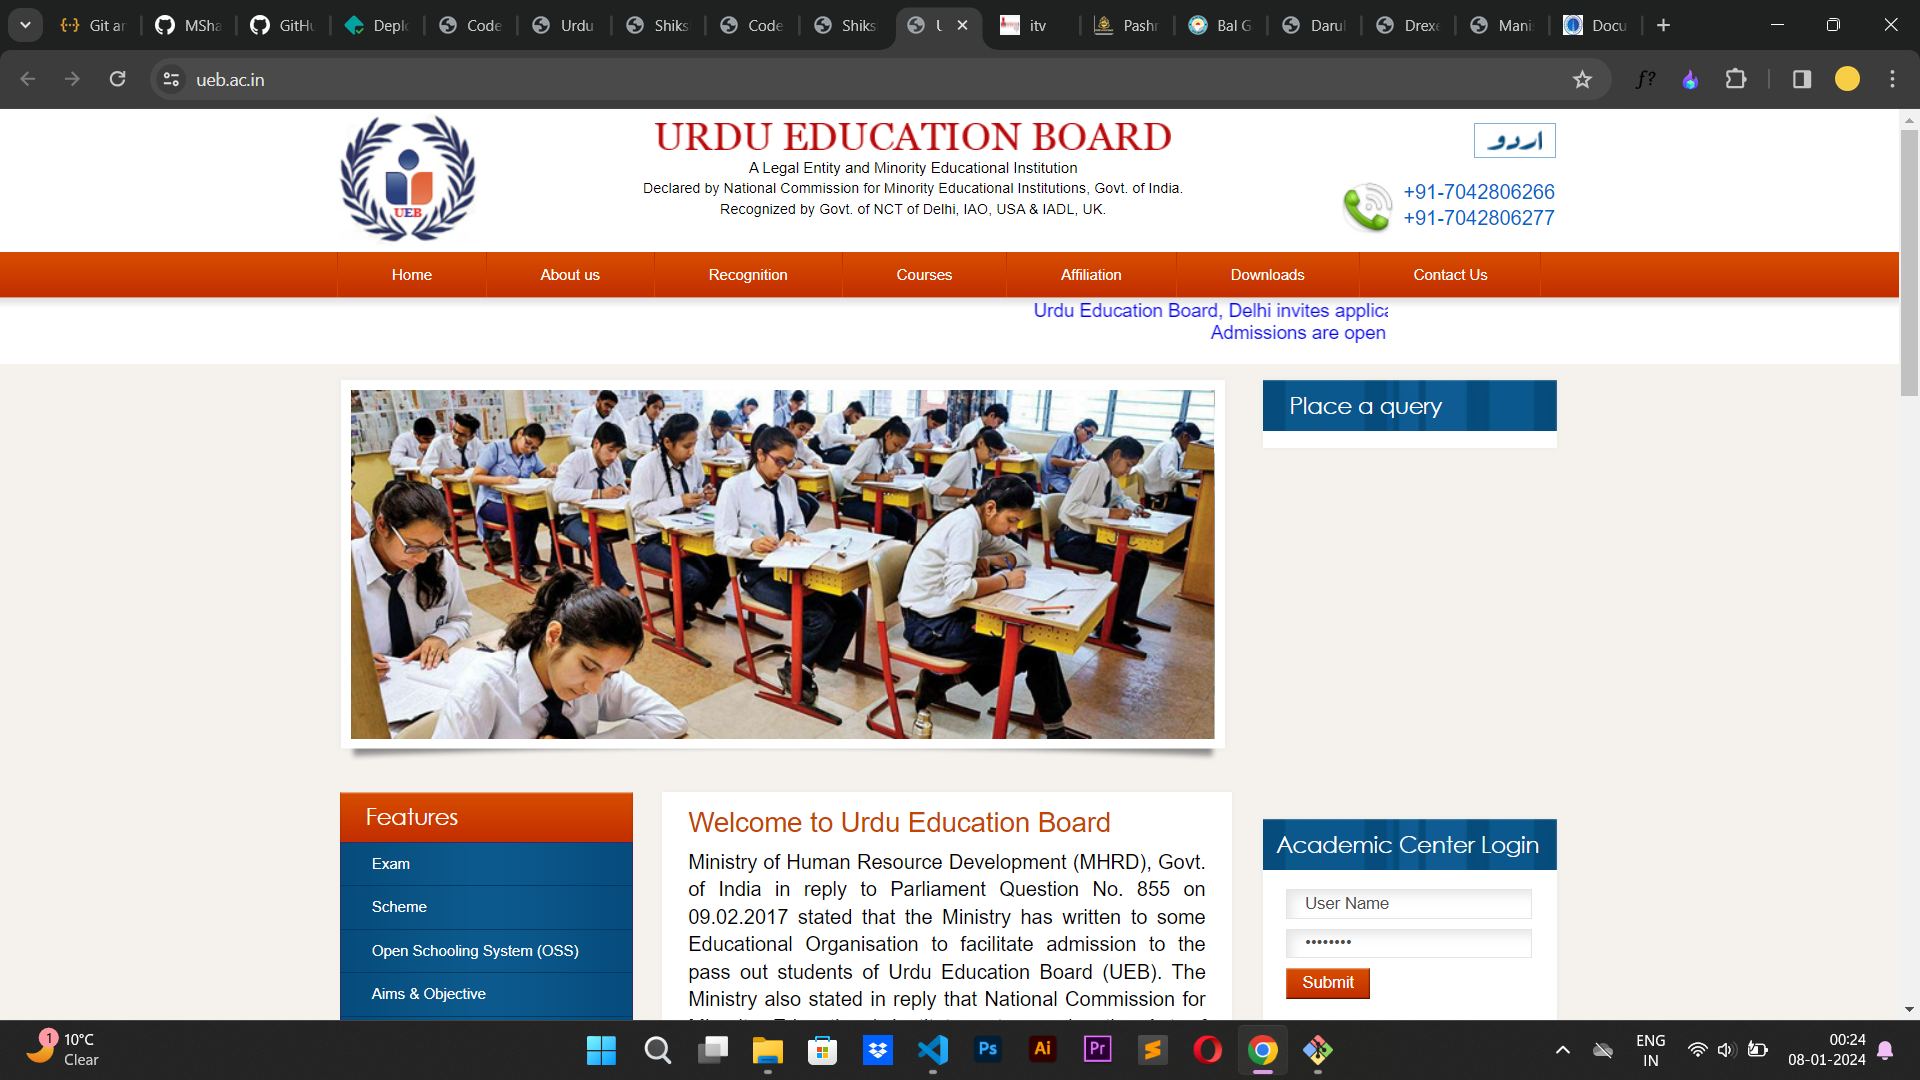 Git ar
MSha
GitHu
Deplo
Code
Urdu
Shiks
Code
Shiks
U
itv
Pashm
Bal G
Darul
Drexe
Mani
Docu
ueb.ac.in
f?
URDU EDUCATION BOARD
A Legal Entity and Minority Educational Institution
Declared by National Commission for Minority Educational Institutions, Govt. of India.
Recognized by Govt. of NCT of Delhi, IAO, USA & IADL, UK.
UEB
اردو
+91-7042806266
+91-7042806277
Home
About us
Recognition
Courses
Affiliation
Downloads
Contact Us
Urdu Education Board, Delhi invites applica
Admissions are open
Place a query
Features
Exam
Scheme
Open Schooling System (OSS)
Aims & Objective
Welcome to Urdu Education Board
Ministry of Human Resource Development (MHRD), Govt.
of India in reply to Parliament Question No. 855 on
09.02.2017 stated that the Ministry has written to some
Educational Organisation to facilitate admission to the
pass out students of Urdu Education Board (UEB). The
Ministry also stated in reply that National Commission for
Academic Center Login
User Name
••••••••
Submit
1
10°C
Clear
Ps
Ai
Pr
ENG
IN
00:24
08-01-2024